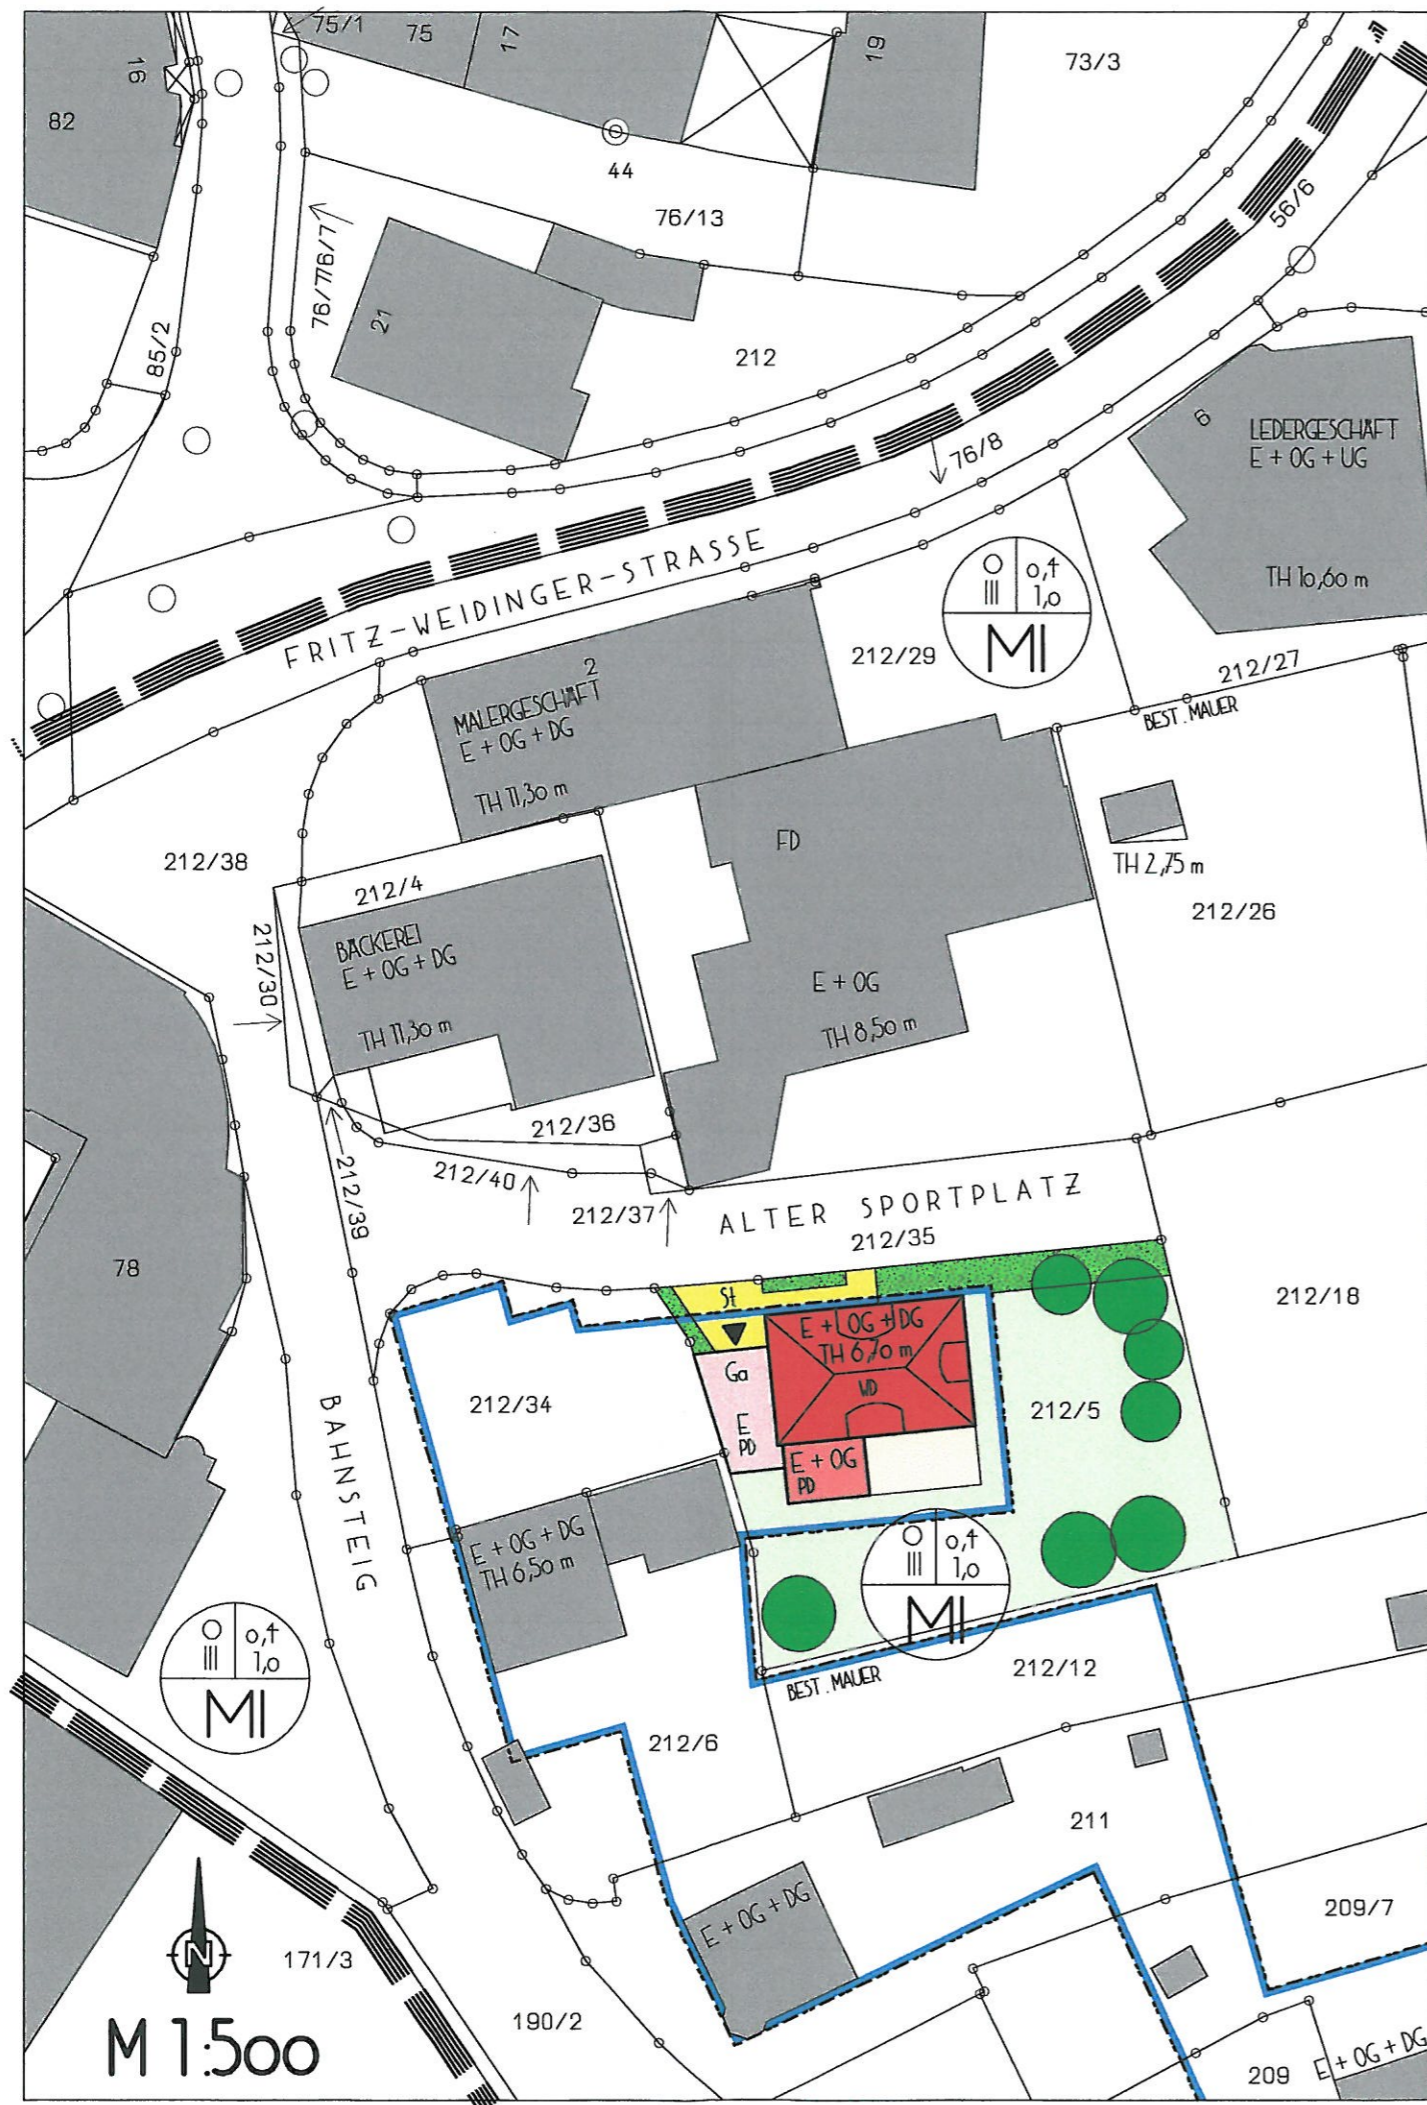 75/1
75
17
19
16
73/3
82
44
76/13
56/6
76/7
76/7
21
85/2
212
6
LEDERGESCHÄFT
E + OG + UG
TH 10,60 m
76/8
FRITZ-WEIDINGER-STRASSE
O
III
0,4
1,0
MI
212/29
212/27
BEST. MAUER
2
MALERGESCHÄFT
E + OG + DG
TH 11,30 m
FD
TH 2,75 m
212/38
212/4
212/26
212/30
BÄCKEREI
E + OG + DG
TH 11,30 m
E + OG
TH 8,50 m
212/36
212/40
212/39
212/37
ALTER SPORTPLATZ
212/35
78
212/18
St
E + OG + DG
TH 6,70 m
WD
Ga
E
PD
E + OG
PD
212/34
212/5
BAHNSTEIG
E + OG + DG
TH 6,50 m
O
III
0,4
1,0
MI
O
III
0,4
1,0
MI
BEST. MAUER
212/12
212/6
211
E + OG + DG
209/7
N
171/3
190/2
M 1:500
209
E + OG + DG